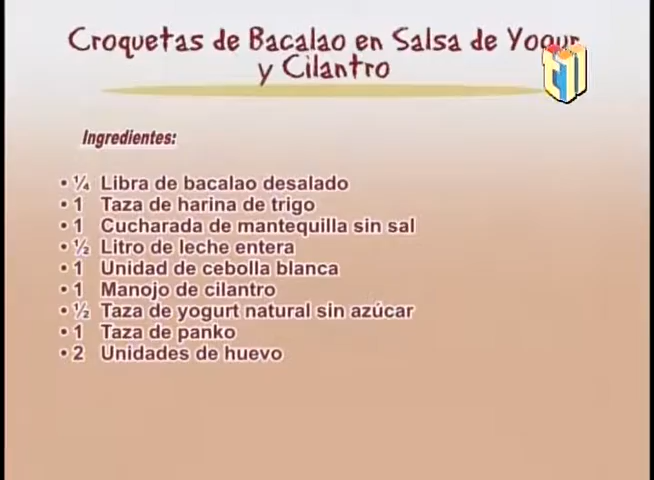 Croquetas de Bacalao en Salsa de Yogur
y Cilantro
Ingredientes:
• ¼ Libra de bacalao desalado
• 1 Taza de harina de trigo
• 1 Cucharada de mantequilla sin sal
• ½ Litro de leche entera
• 1 Unidad de cebolla blanca
• 1 Manojo de cilantro
• ½ Taza de yogurt natural sin azúcar
• 1 Taza de panko
• 2 Unidades de huevo